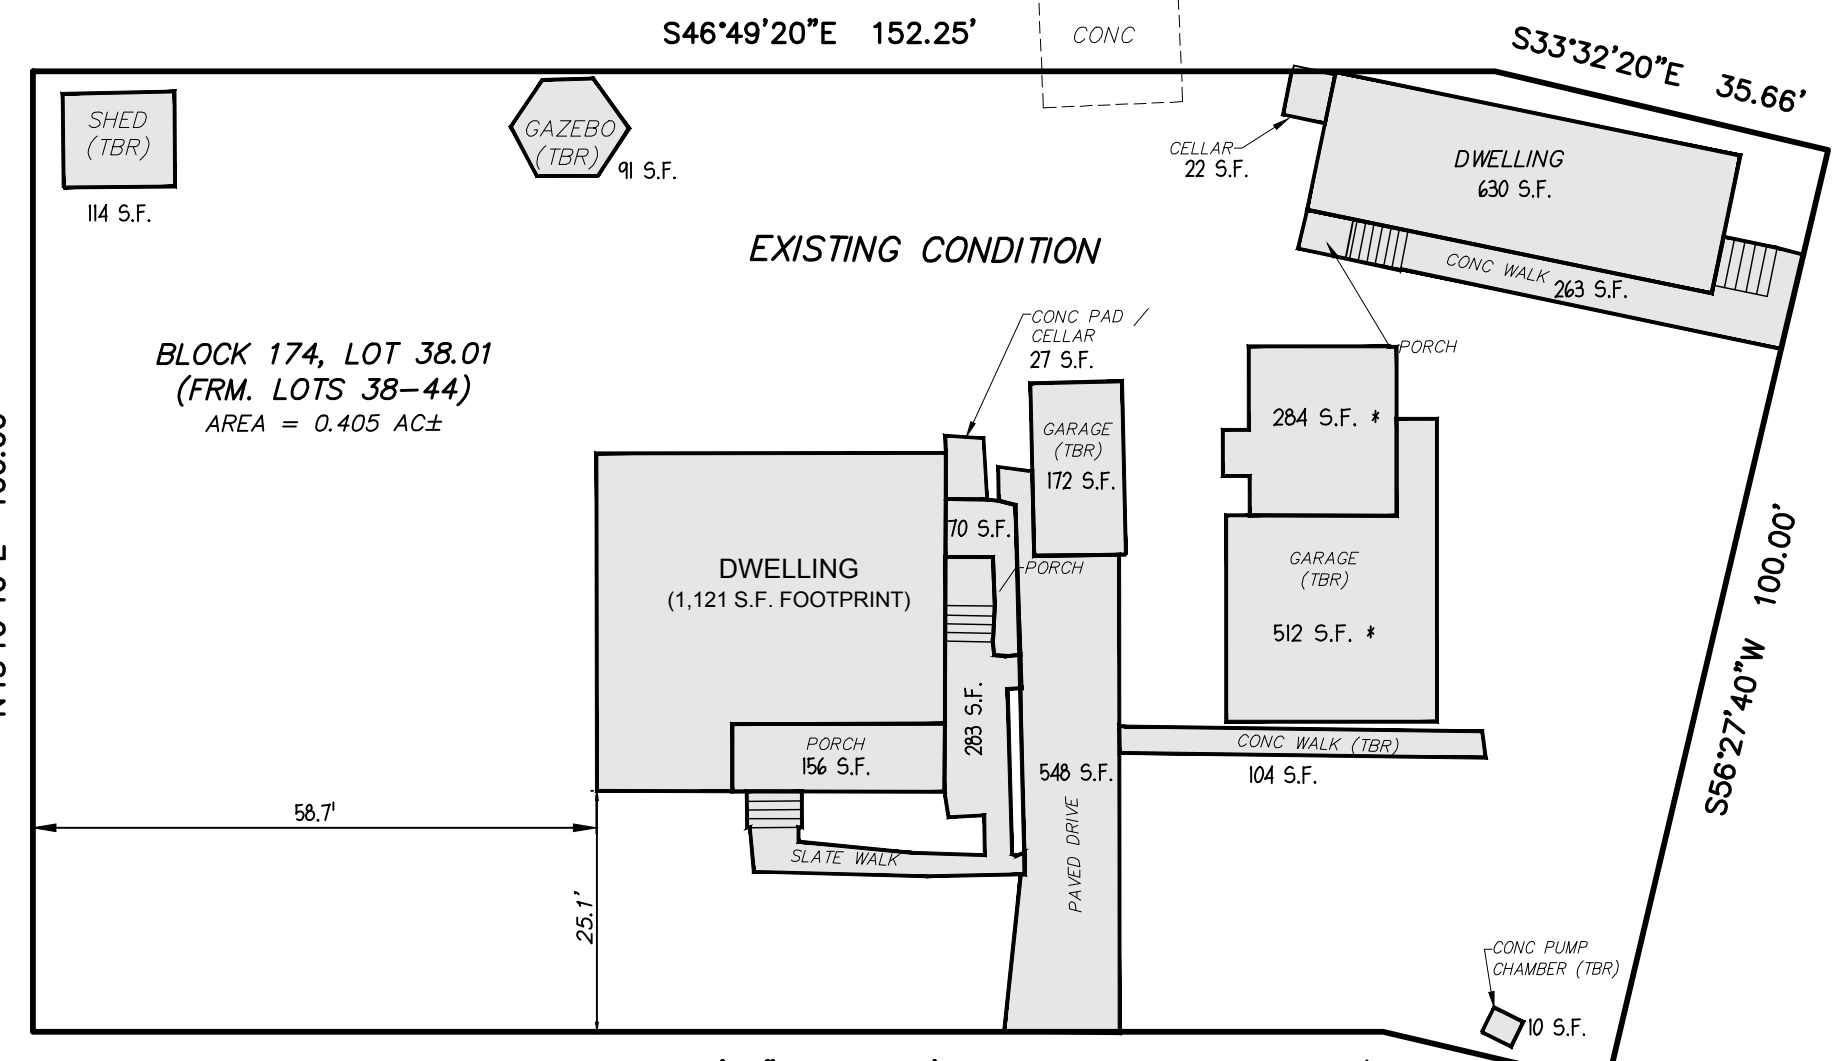 S46°49'20"E 152.25'
CONC
S33°32'20"E 35.66'
SHED
(TBR)
114 S.F.
GAZEBO
(TBR)
91 S.F.
CELLAR
22 S.F.
DWELLING
630 S.F.
EXISTING CONDITION
CONC WALK
263 S.F.
PORCH
CONC PAD /
CELLAR
27 S.F.
BLOCK 174, LOT 38.01
(FRM. LOTS 38-44)
AREA = 0.405 AC±
GARAGE
(TBR)
172 S.F.
284 S.F. *
70 S.F.
DWELLING
(1,121 S.F. FOOTPRINT)
PORCH
GARAGE
(TBR)
512 S.F. *
S56°27'40"W 100.00'
283 S.F.
PORCH
156 S.F.
548 S.F.
PAVED DRIVE
CONC WALK (TBR)
104 S.F.
58.7'
SLATE WALK
25.1'
CONC PUMP
CHAMBER (TBR)
10 S.F.